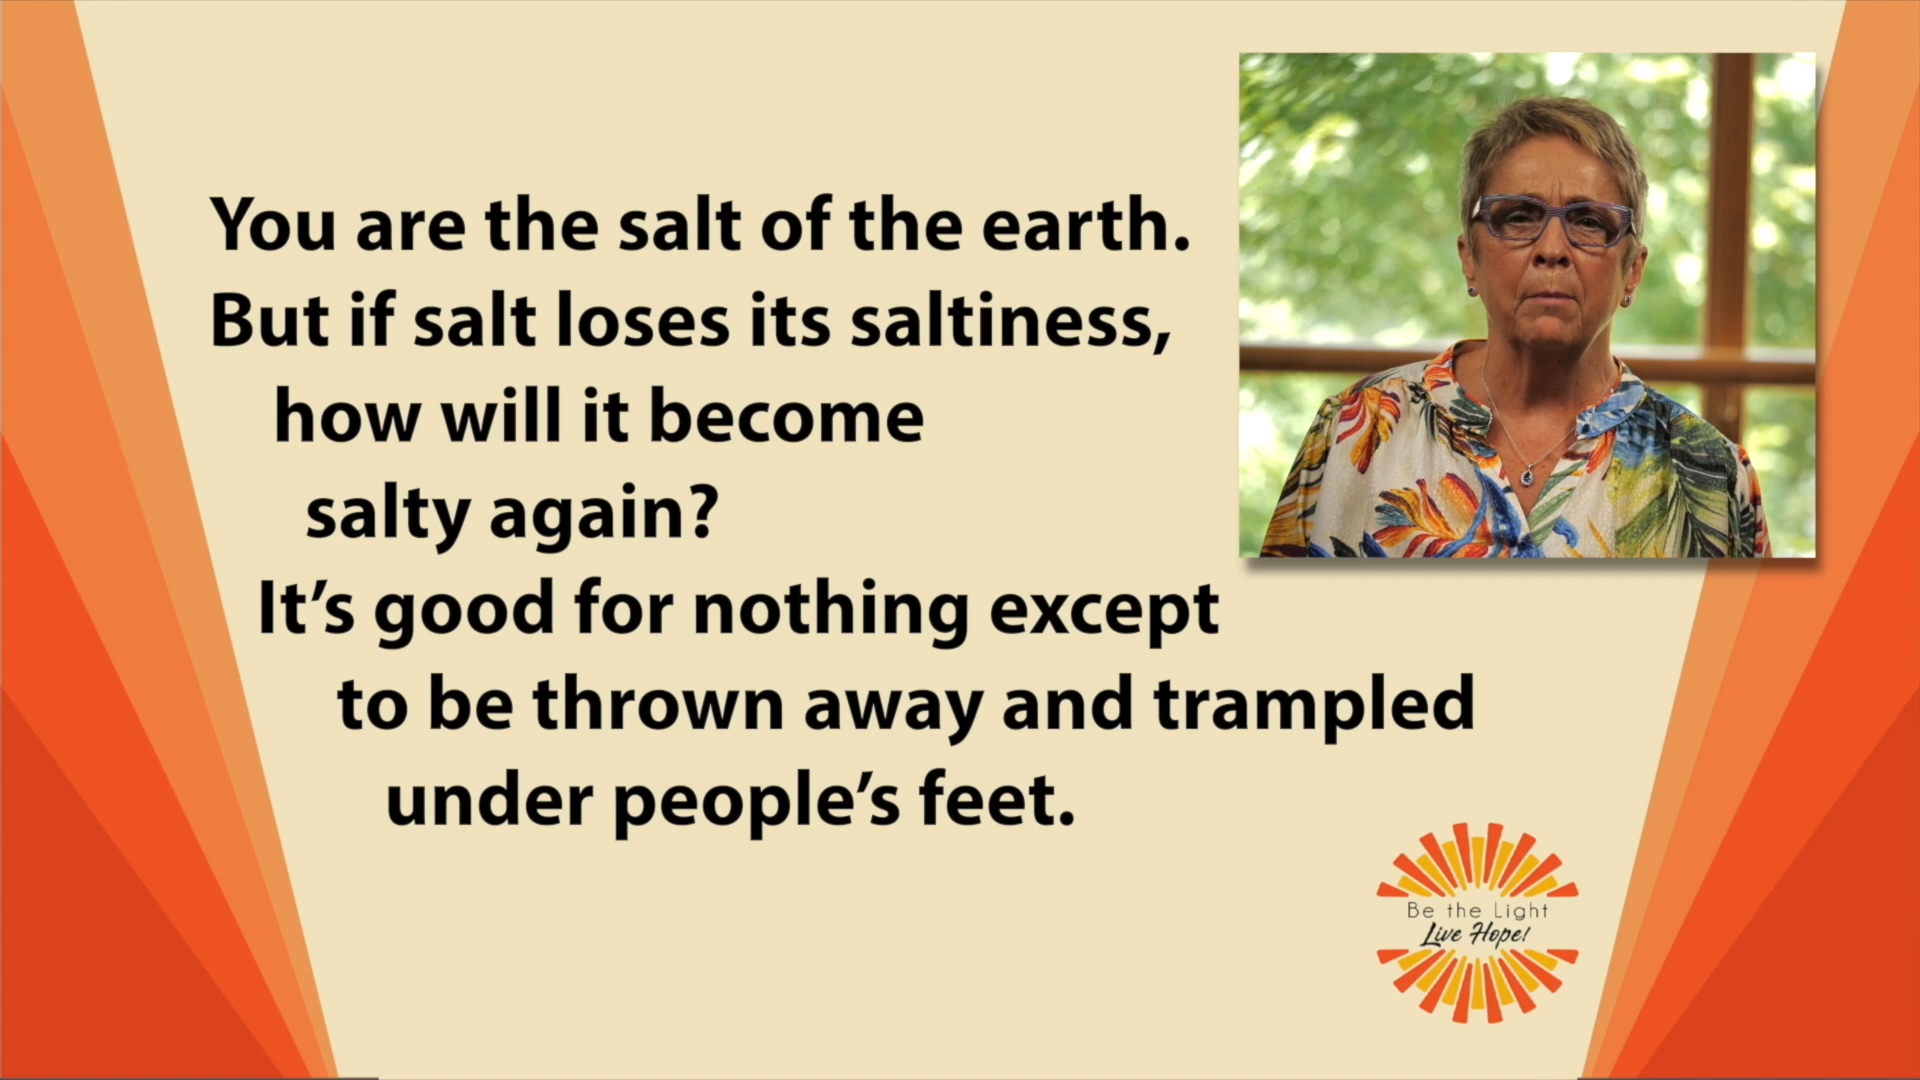 You are the salt of the earth.
But if salt loses its saltiness,
how will it become
salty again?
It’s good for nothing except
to be thrown away and trampled
under people’s feet.
Be the Light
Live Hope!